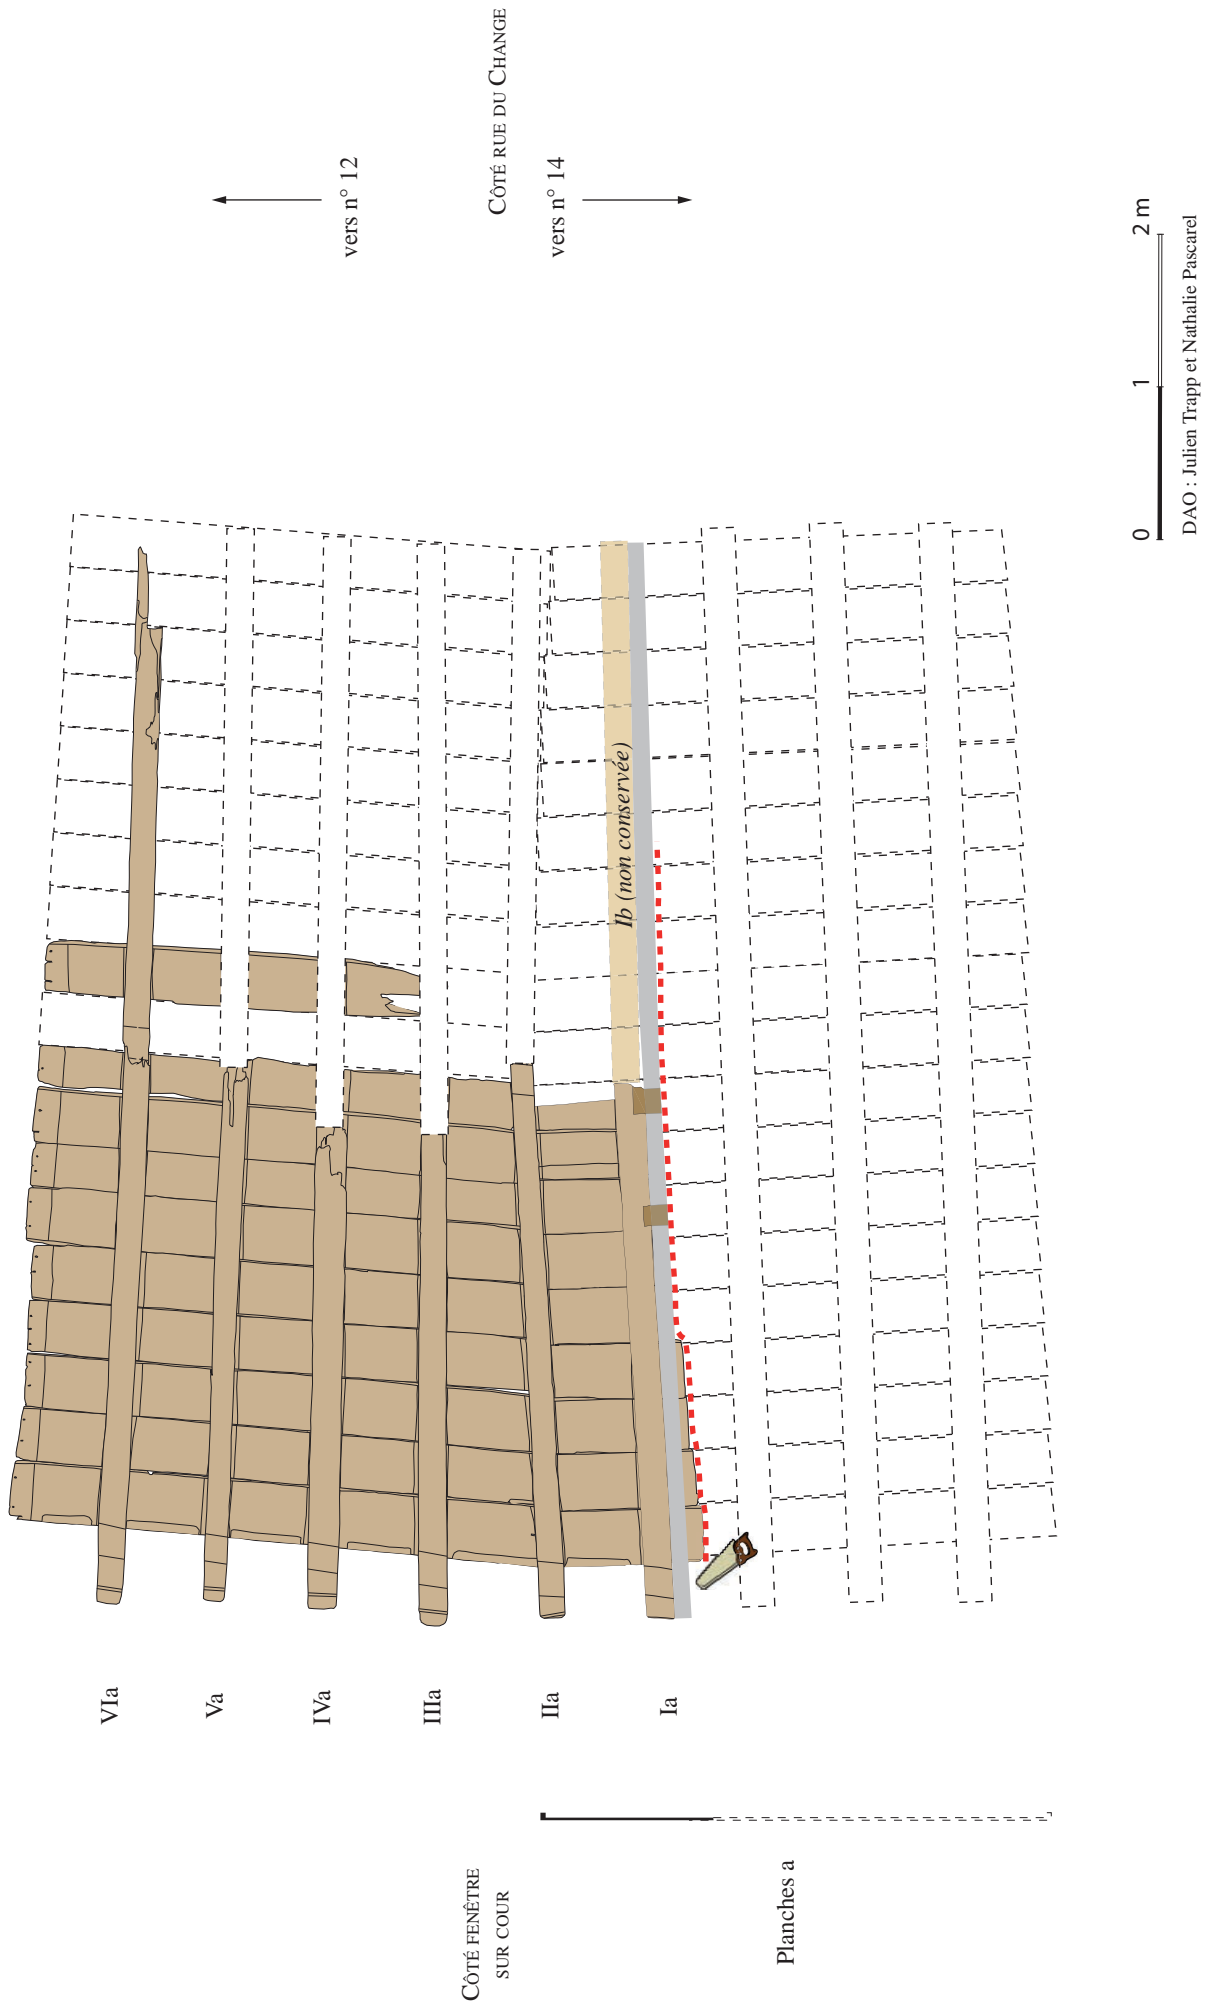 CÔTÉ RUE DU CHANGE
vers n° 12
vers n° 14
0 1 2 m
DAO : Julien Trapp et Nathalie Pascarel
Ib (non conservée)
VIa
Va
IVa
IIIa
IIa
Ia
CÔTÉ FENÊTRE
SUR COUR
Planches a